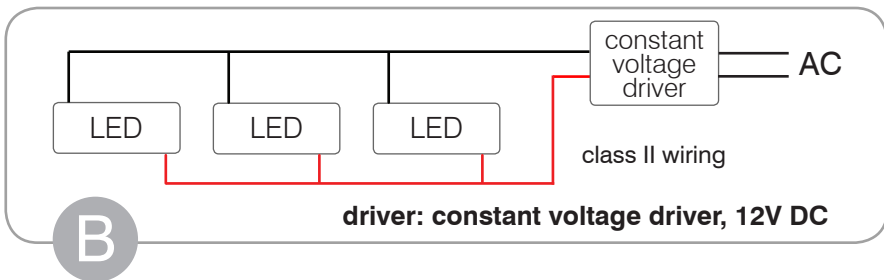 constant
voltage
driver
AC
LED
LED
LED
class II wiring
driver: constant voltage driver, 12V DC
B